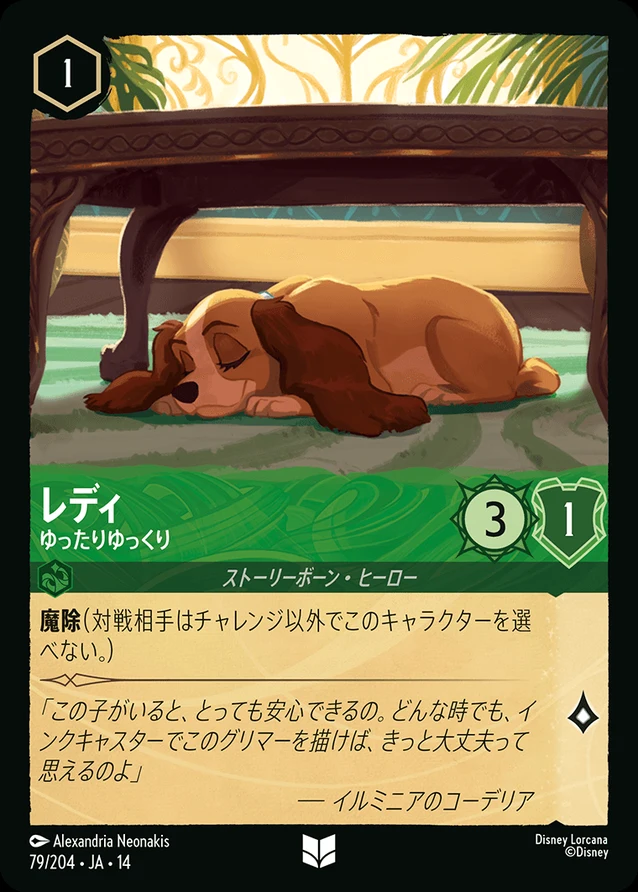 1
レディ
ゆったりゆっくり
3
1
ストーリーボーン・ヒーロー
魔除(対戦相手はチャレンジ以外でこのキャラクターを選
べない。)
「この子がいると、とっても安心できるの。どんな時でも、イ
ンクキャスターでこのグリマーを描けば、きっと大丈夫って
思えるのよ」
── イルミニアのコーデリア
Alexandria Neonakis
79/204・JA・14
Disney Lorcana
©Disney